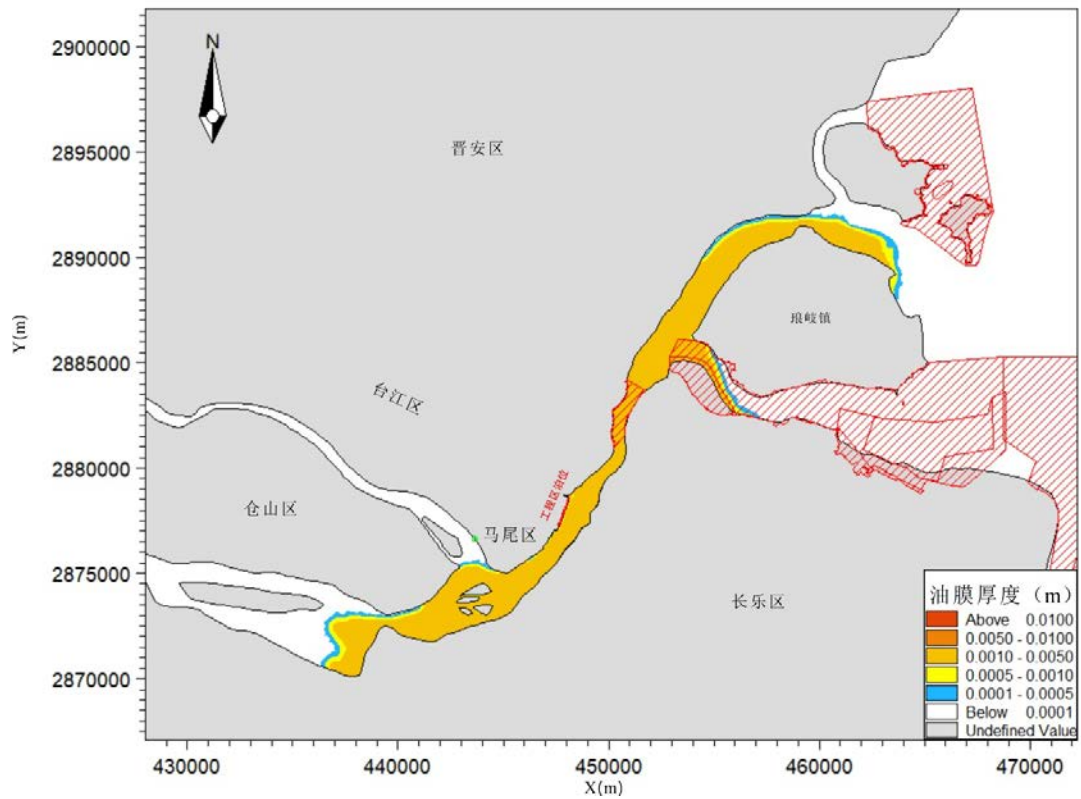 N
2900000
2895000
2890000
2885000
2880000
2875000
2870000
Y(m)
晋安区
琅岐镇
台江区
工程区泊位
仓山区
马尾区
长乐区
油膜厚度（m）
Above 0.0100
0.0050 - 0.0100
0.0010 - 0.0050
0.0005 - 0.0010
0.0001 - 0.0005
Below 0.0001
Undefined Value
430000 440000 450000 460000 470000
X(m)